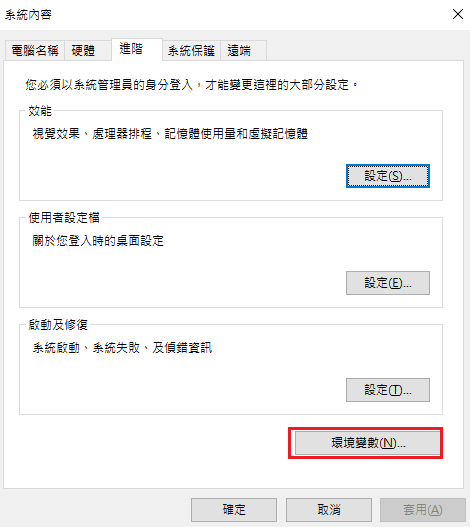 系統內容
電腦名稱 硬體 進階 系統保護 遠端
您必須以系統管理員的身分登入，才能變更這裡的大部分設定。
效能
視覺效果、處理器排程、記憶體使用量和虛擬記憶體
設定(S)...
使用者設定檔
關於您登入時的桌面設定
設定(E)...
啟動及修復
系統啟動、系統失敗、及偵錯資訊
設定(T)...
環境變數(N)...
確定 取消 套用(A)